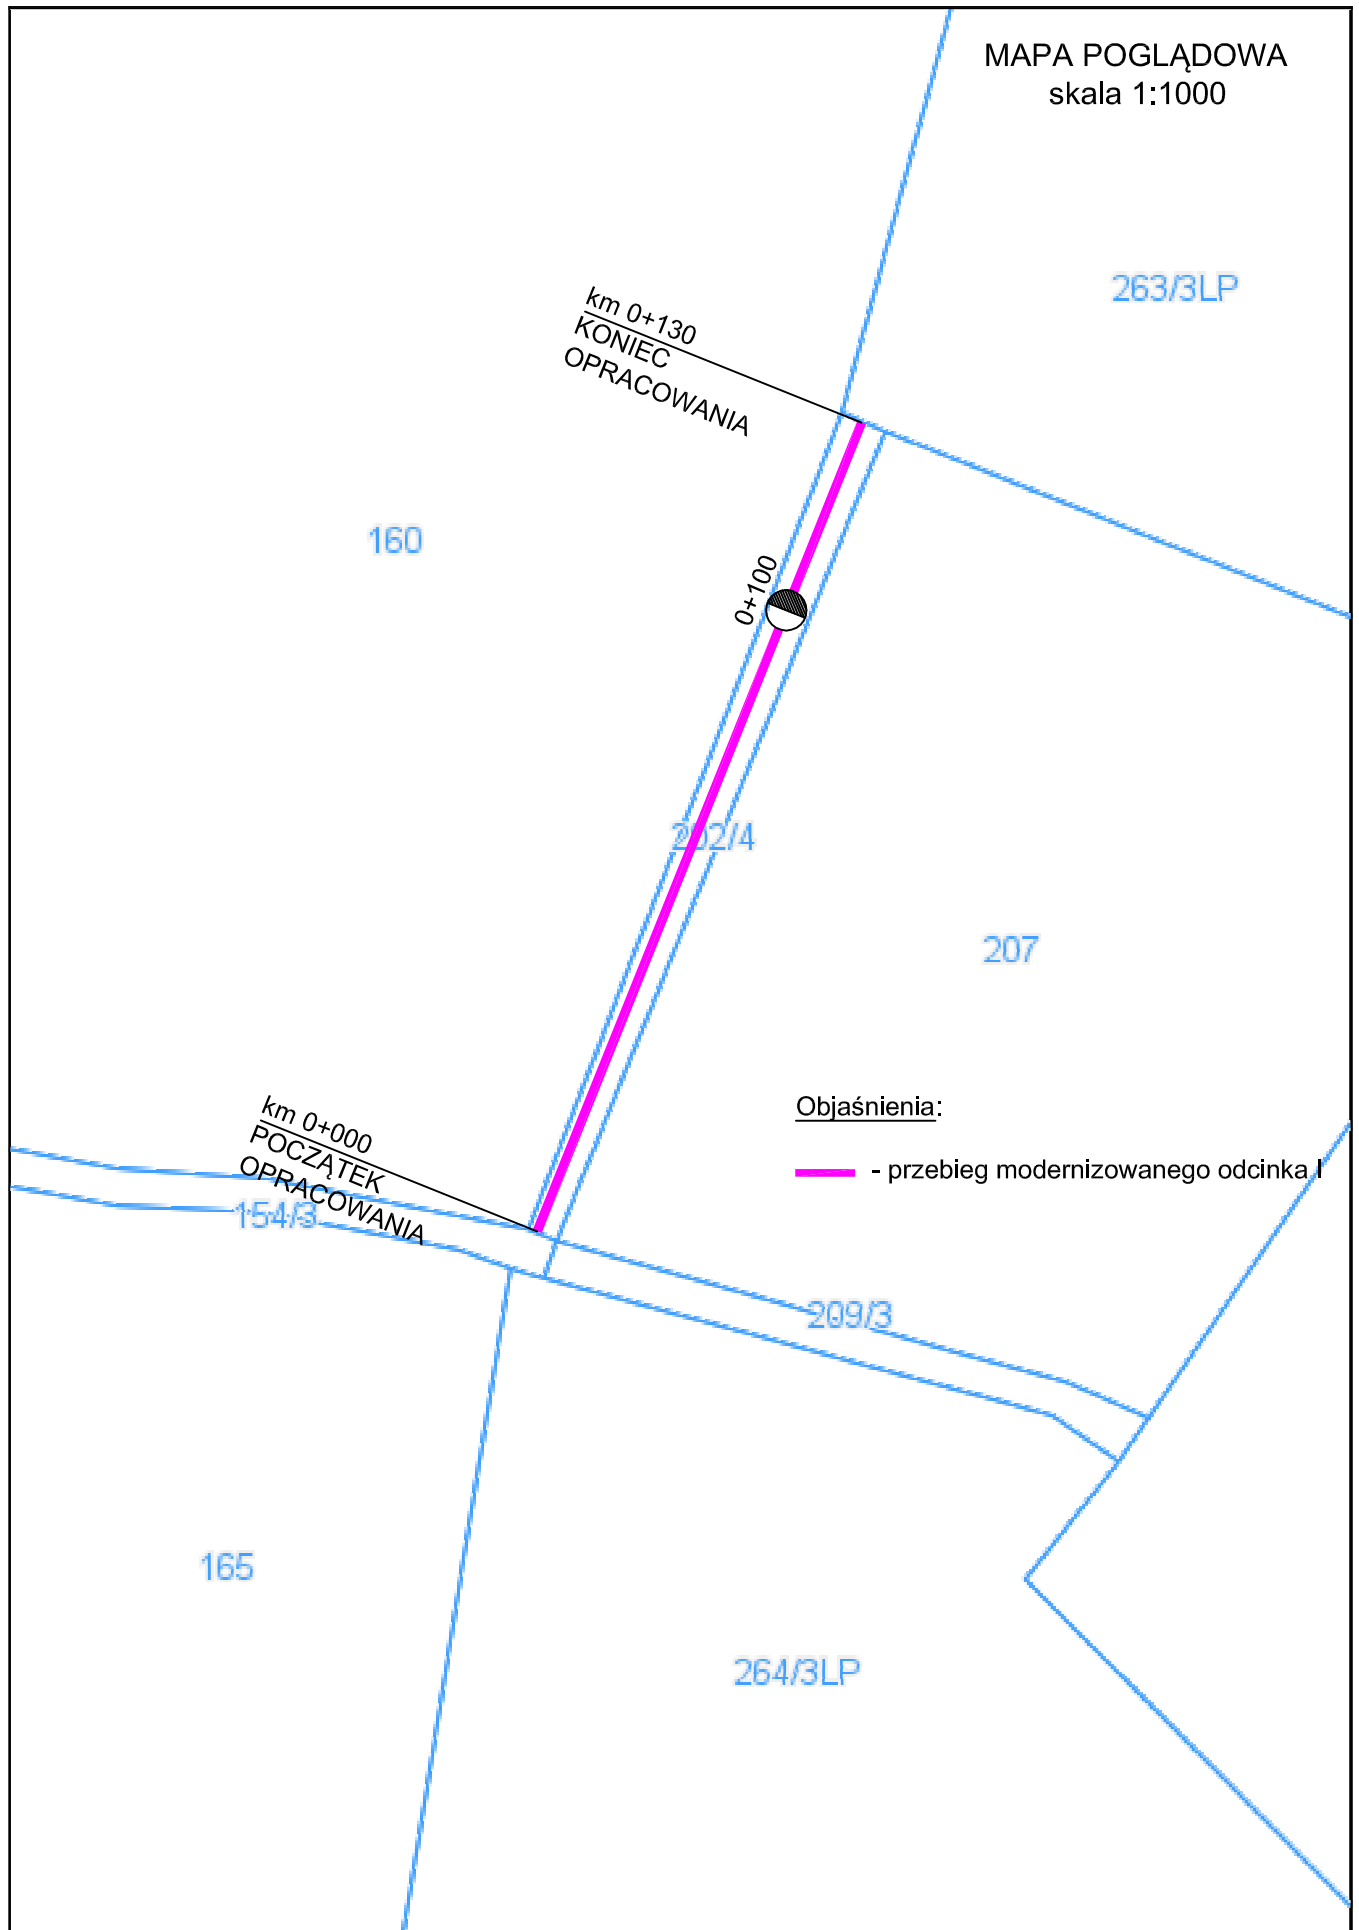 MAPA POGLĄDOWA
skala 1:1000
263/3LP
km 0+130
KONIEC
OPRACOWANIA
160
0+100
202/4
207
Objaśnienia:
- przebieg modernizowanego odcinka I
km 0+000
POCZĄTEK
OPRACOWANIA
154/3
209/3
165
264/3LP